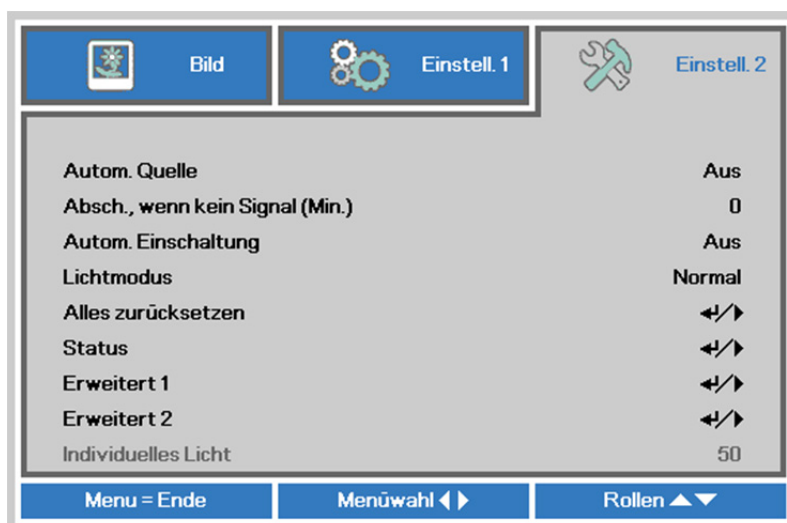 Bild
Einstell. 1
Einstell. 2
Autom. Quelle Aus
Absch., wenn kein Signal (Min.) 0
Autom. Einschaltung Aus
Lichtmodus Normal
Alles zurücksetzen
Status
Erweitert 1
Erweitert 2
Individuelles Licht 50
Menu = Ende
Menüwahl
Rollen